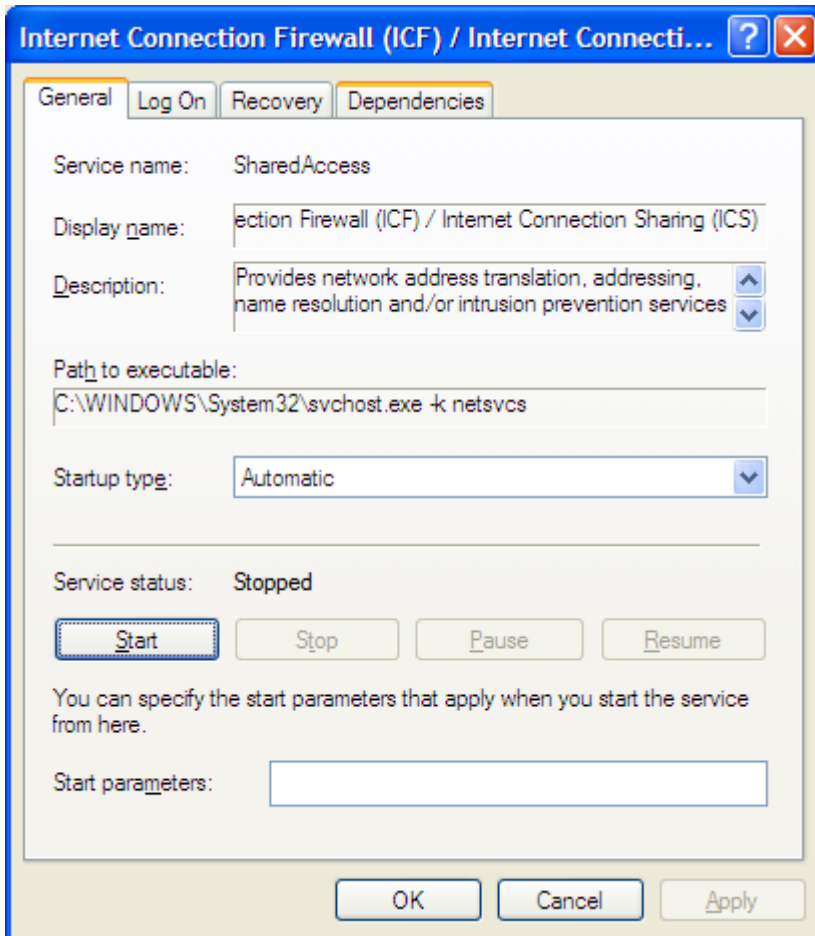 Internet Connection Firewall (ICF) / Internet Connecti...
General Log On Recovery Dependencies
Service name: SharedAccess
Display name: ection Firewall (ICF) / Internet Connection Sharing (ICS)
Description: Provides network address translation, addressing,
name resolution and/or intrusion prevention services
Path to executable:
C:\WINDOWS\System32\svchost.exe -k netsvcs
Startup type: Automatic
Service status: Stopped
Start Stop Pause Resume
You can specify the start parameters that apply when you start the service
from here.
Start parameters:
OK Cancel Apply